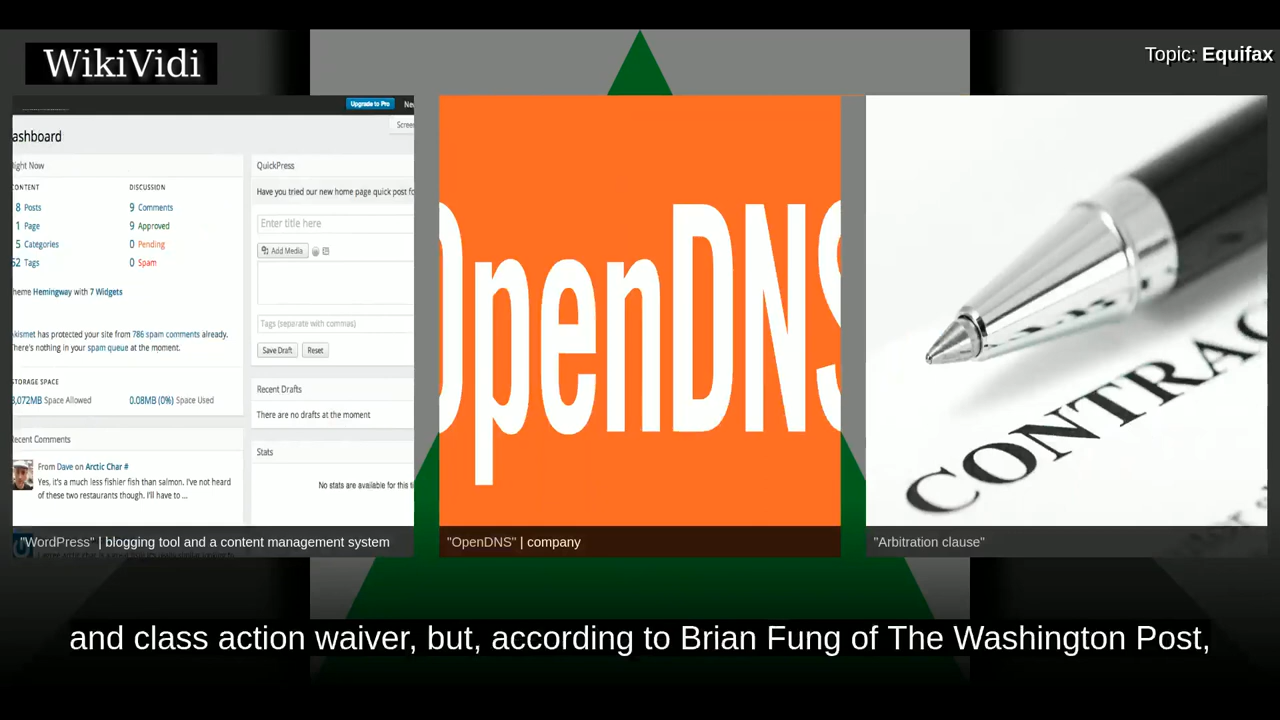 WikiVidi
Topic: Equifax
Upgrade to Pro
ashboard
Right Now
QuickPress
CONTENT
DISCUSSION
Have you tried our new home page quick post
8 Posts
9 Comments
Enter title here
1 Page
9 Approved
5 Categories
0 Pending
Add Media
Tags
0 Spam
Hemingway with 7 Widgets
Tags (separate with commas)
has protected your site from 786 spam comments already.
There's nothing in your spam queue at the moment.
Save Draft
Reset
STORAGE SPACE
Recent Drafts
3,072MB Space Allowed
0.08MB (0%) Space Used
There are no drafts at the moment
Recent Comments
Stats
From Dave on Arctic Char #
Yes, it's a much less fishier fish than salmon. I've not heard
of these two restaurants though. I'll have to ...
No stats are available for this
OpenDNS
CONTRAC
"WordPress" | blogging tool and a content management system
"OpenDNS" | company
"Arbitration clause"
and class action waiver, but, according to Brian Fung of The Washington Post,